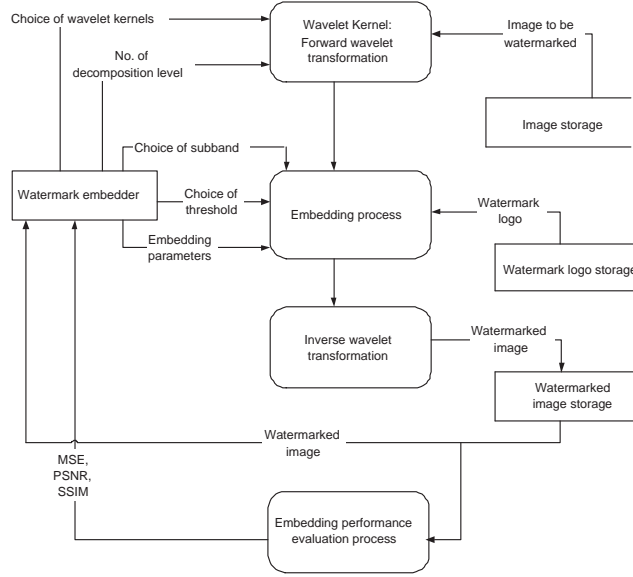 Choice of wavelet kernels
No. of
decomposition level
Wavelet Kernel:
Forward wavelet
transformation
Image to be
watermarked
Image storage
Choice of subband
Watermark embedder
Choice of
threshold
Embedding process
Watermark
logo
Embedding
parameters
Watermark logo storage
Inverse wavelet
transformation
Watermarked
image
Watermarked
image storage
Watermarked
image
MSE,
PSNR,
SSIM
Embedding performance
evaluation process